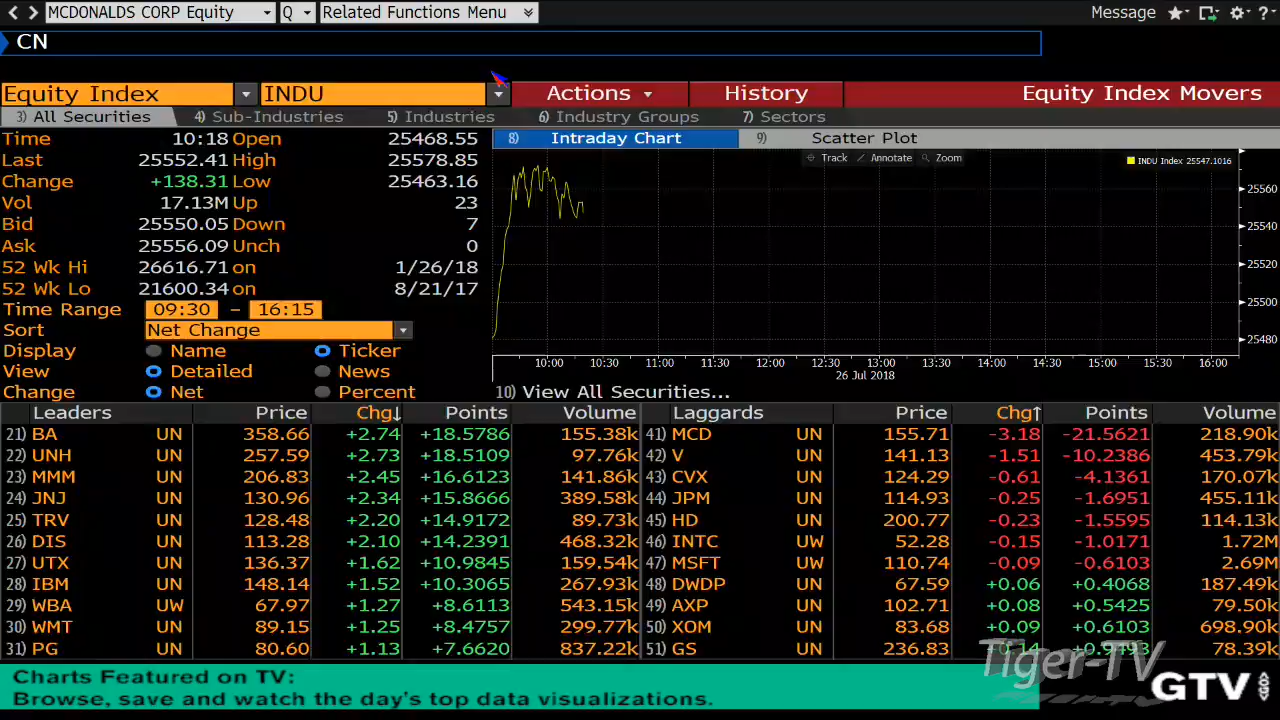 MCDONALDS CORP Equity Q Related Functions Menu Message
CN
Equity Index INDU Actions History Equity Index Movers
3) All Securities 4) Sub-Industries 5) Industries 6) Industry Groups 7) Sectors
Time 10:18 Open 25468.55 8) Intraday Chart 9) Scatter Plot
Last 25552.41 High 25578.85 Track Annotate Zoom INDU Index 25547.1016
Change +138.31 Low 25463.16
Vol 17.13M Up 23 25560
Bid 25550.05 Down 7 25540
Ask 25556.09 Unch 0
52 Wk Hi 26616.71 on 1/26/18 25520
52 Wk Lo 21600.34 on 8/21/17 25500
Time Range 09:30 - 16:15
Sort Net Change 25480
Display Name Ticker
10:00 10:30 11:00 11:30 12:00 12:30 13:00 13:30 14:00 14:30 15:00 15:30 16:00
View Detailed News 26 Jul 2018
Change Net Percent 10) View All Securities...
Leaders Price Chg↓ Points Volume Laggards Price Chg↑ Points Volume
21) BA UN 358.66 +2.74 +18.5786 155.38k 41) MCD UN 155.71 -3.18 -21.5621 218.90k
22) UNH UN 257.59 +2.73 +18.5109 97.76k 42) V UN 141.13 -1.51 -10.2386 453.79k
23) MMM UN 206.83 +2.45 +16.6123 141.86k 43) CVX UN 124.29 -0.61 -4.1361 170.07k
24) JNJ UN 130.96 +2.34 +15.8666 389.58k 44) JPM UN 114.93 -0.25 -1.6951 455.11k
25) TRV UN 128.48 +2.20 +14.9172 89.73k 45) HD UN 200.77 -0.23 -1.5595 114.13k
26) DIS UN 113.28 +2.10 +14.2391 468.32k 46) INTC UW 52.28 -0.15 -1.0171 1.72M
27) UTX UN 136.37 +1.62 +10.9845 159.54k 47) MSFT UW 110.74 -0.09 -0.6103 2.69M
28) IBM UN 148.14 +1.52 +10.3065 267.93k 48) DWDP UN 67.59 +0.06 +0.4068 187.49k
29) WBA UW 67.97 +1.27 +8.6113 543.15k 49) AXP UN 102.71 +0.08 +0.5425 79.50k
30) WMT UN 89.15 +1.25 +8.4757 299.77k 50) XOM UN 83.68 +0.09 +0.6103 698.90k
31) PG UN 80.60 +1.13 +7.6620 837.22k 51) GS UN 236.83 +0.14 +0.9493 78.39k
Charts Featured on TV: Tiger-TV
Browse, save and watch the day's top data visualizations. GTV